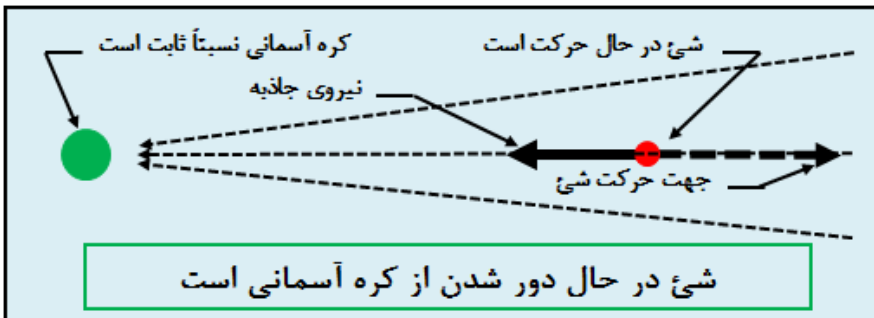 شئ در حال حرکت است
کره آسمانی نسبتاً ثابت است
نیروی جاذبه
جهت حرکت شئ
شئ در حال دور شدن از کره آسمانی است